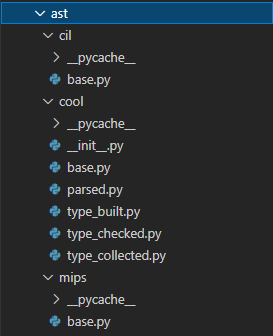 ast
cil
__pycache__
base.py
cool
__pycache__
__init__.py
base.py
parsed.py
type_built.py
type_checked.py
type_collected.py
mips
__pycache__
base.py